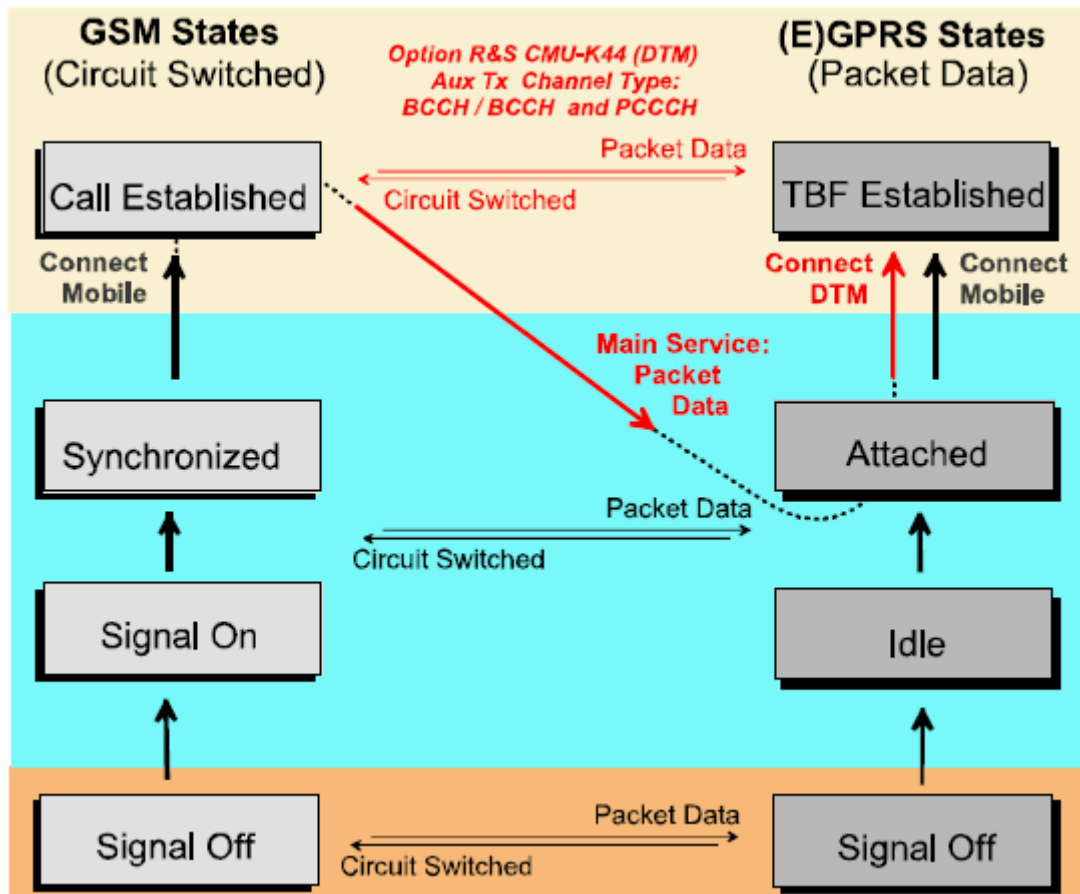 GSM States
(Circuit Switched)
Option R&S CMU-K44 (DTM)
Aux Tx Channel Type:
BCCH / BCCH and PCCCH
(E)GPRS States
(Packet Data)
Call Established
Packet Data
Circuit Switched
TBF Established
Connect
Mobile
Connect
DTM
Connect
Mobile
Main Service:
Packet
Data
Synchronized
Attached
Packet Data
Circuit Switched
Signal On
Idle
Signal Off
Packet Data
Circuit Switched
Signal Off